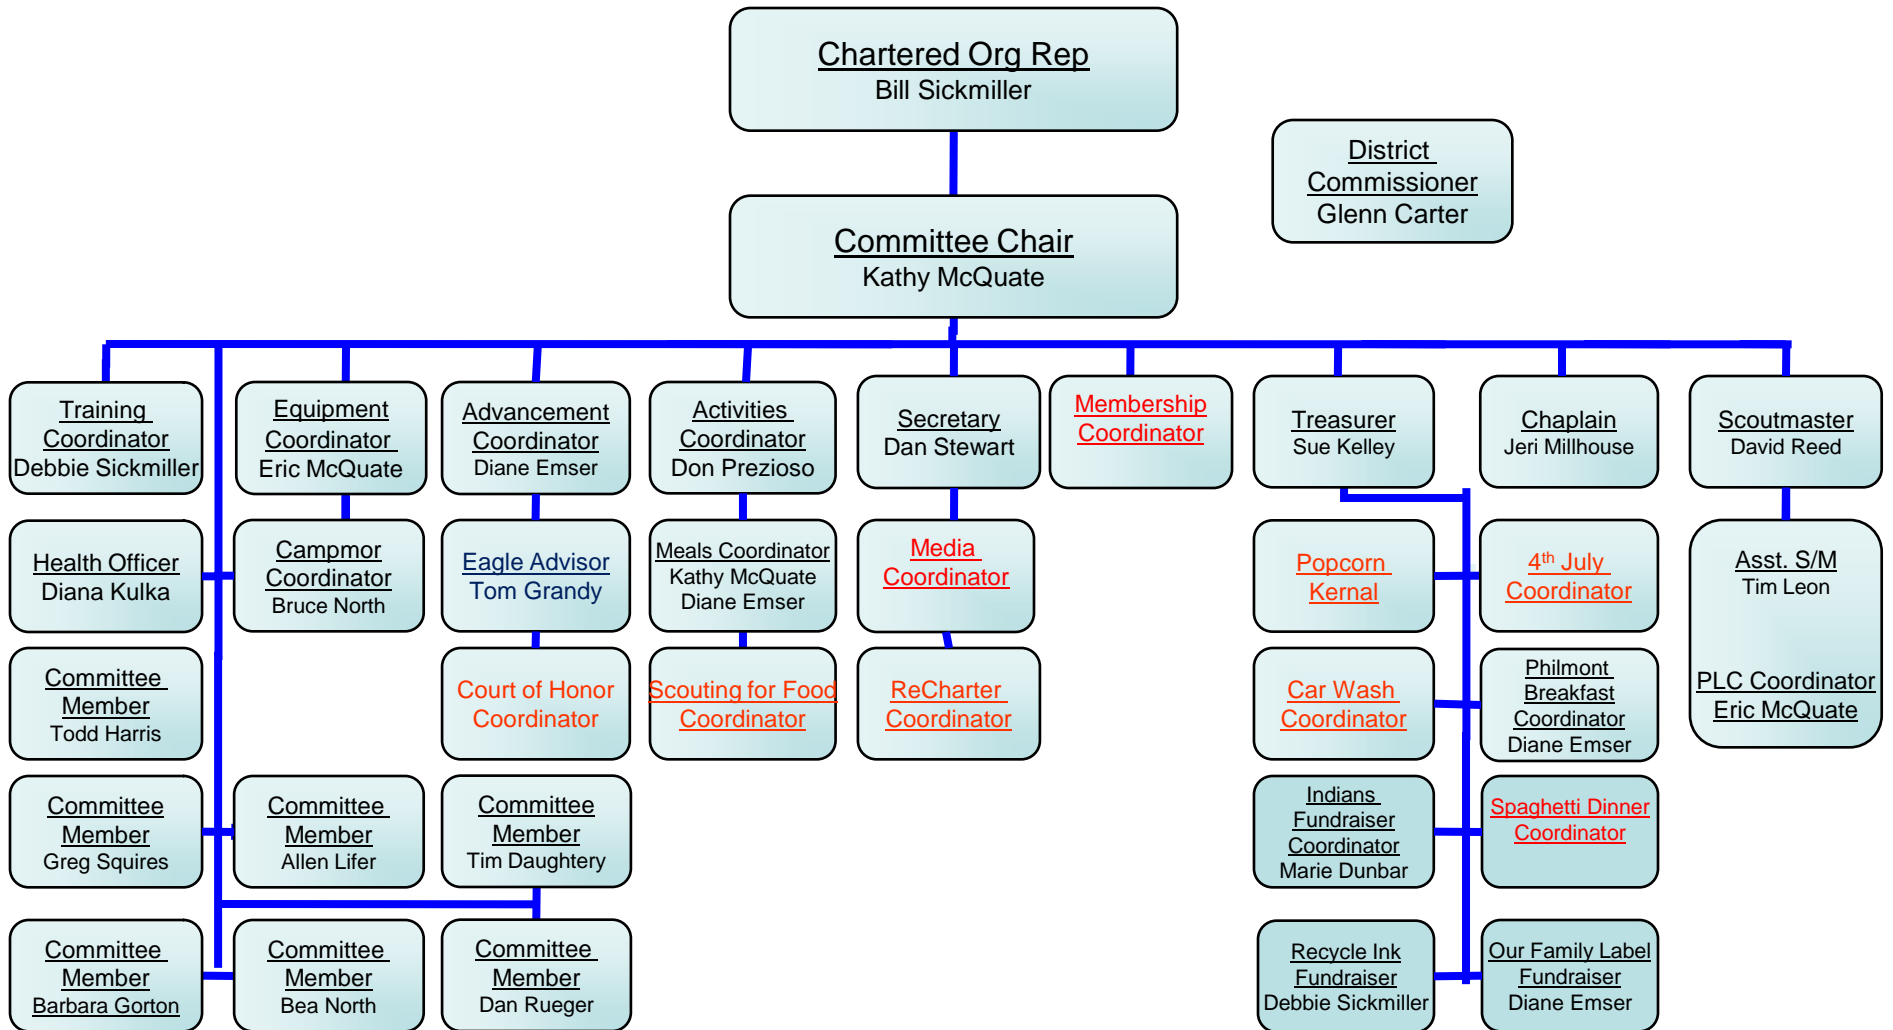 Chartered Org Rep
Bill Sickmiller
District
Commissioner
Glenn Carter
Committee Chair
Kathy McQuate
Training
Coordinator
Debbie Sickmiller
Equipment
Coordinator
Eric McQuate
Advancement
Coordinator
Diane Emser
Activities
Coordinator
Don Prezioso
Secretary
Dan Stewart
Membership
Coordinator
Treasurer
Sue Kelley
Chaplain
Jeri Millhouse
Scoutmaster
David Reed
Health Officer
Diana Kulka
Campmor
Coordinator
Bruce North
Eagle Advisor
Tom Grandy
Meals Coordinator
Kathy McQuate
Diane Emser
Media
Coordinator
Popcorn
Kernal
4th July
Coordinator
Asst. S/M
Tim Leon
PLC Coordinator
Eric McQuate
Committee
Member
Todd Harris
Court of Honor
Coordinator
Scouting for Food
Coordinator
ReCharter
Coordinator
Car Wash
Coordinator
Philmont
Breakfast
Coordinator
Diane Emser
Committee
Member
Greg Squires
Committee
Member
Allen Lifer
Committee
Member
Tim Daughtery
Indians
Fundraiser
Coordinator
Marie Dunbar
Spaghetti Dinner
Coordinator
Committee
Member
Barbara Gorton
Committee
Member
Bea North
Committee
Member
Dan Rueger
Recycle Ink
Fundraiser
Debbie Sickmiller
Our Family Label
Fundraiser
Diane Emser